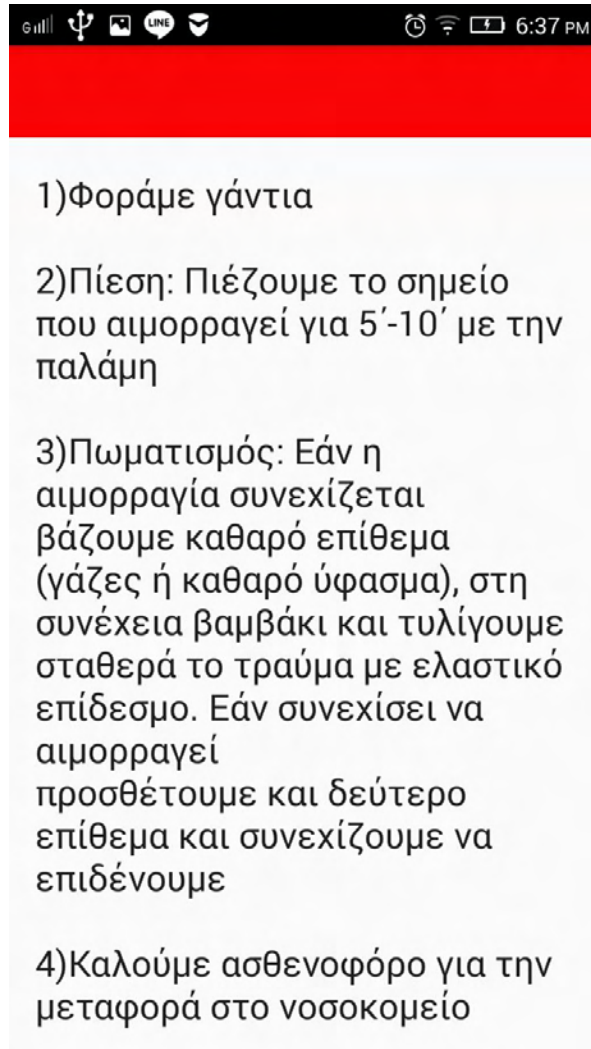 LINE
6:37 PM
1)Φοράμε γάντια
2)Πίεση: Πιέζουμε το σημείο
που αιμορραγεί για 5΄-10΄ με την
παλάμη
3)Πωματισμός: Εάν η
αιμορραγία συνεχίζεται
βάζουμε καθαρό επίθεμα
(γάζες ή καθαρό ύφασμα), στη
συνέχεια βαμβάκι και τυλίγουμε
σταθερά το τραύμα με ελαστικό
επίδεσμο. Εάν συνεχίσει να
αιμορραγεί
προσθέτουμε και δεύτερο
επίθεμα και συνεχίζουμε να
επιδένουμε
4)Καλούμε ασθενοφόρο για την
μεταφορά στο νοσοκομείο